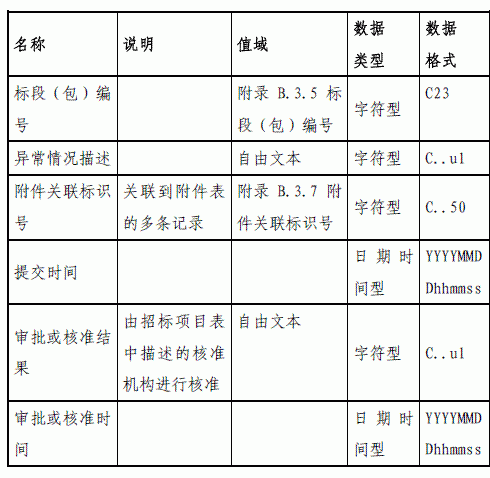 名称 说明 值域 数据类型 数据格式
标段（包）编号 附录 B.3.5 标段（包）编号 字符型 C23
异常情况描述 自由文本 字符型 C..ul
附件关联标识号 关联到附件表的多条记录 附录 B.3.7 附件关联标识号 字符型 C..50
提交时间 日期时间型 YYYYMMDDhhmmss
审批或核准结果 由招标项目表中描述的核准机构进行核准 自由文本 字符型 C..ul
审批或核准时间 日期时间型 YYYYMMDDhhmmss